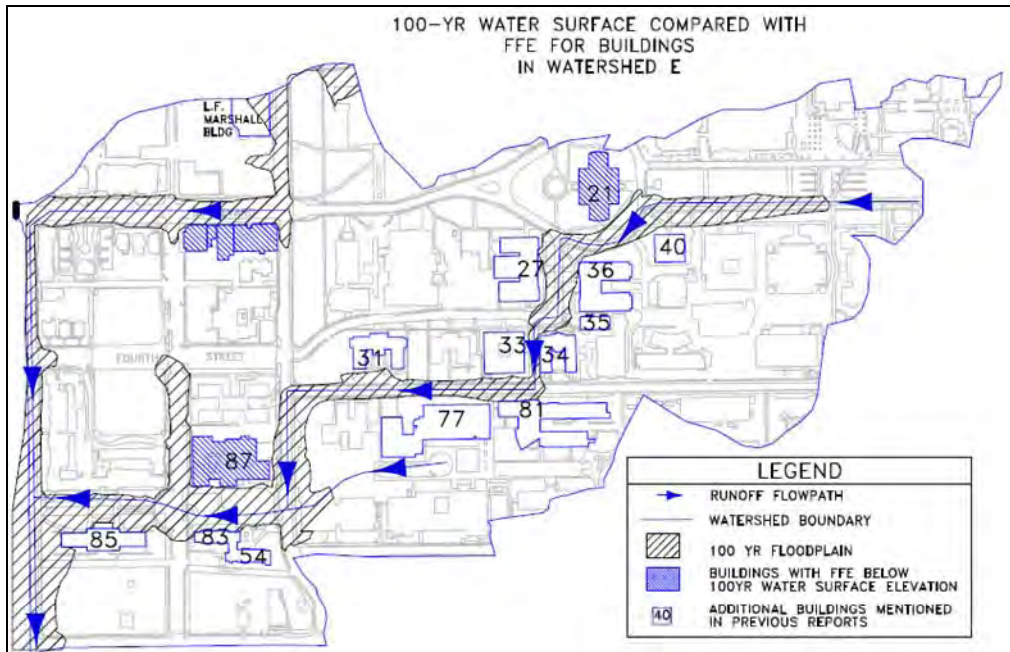 100-YR WATER SURFACE COMPARED WITH
FFE FOR BUILDINGS
IN WATERSHED E
L.F.
MARSHALL
BLDG
21
40
27
36
35
33
34
31
FOURTH STREET
81
77
87
85
83
54
LEGEND
RUNOFF FLOWPATH
WATERSHED BOUNDARY
100 YR FLOODPLAIN
BUILDINGS WITH FFE BELOW
100YR WATER SURFACE ELEVATION
40
ADDITIONAL BUILDINGS MENTIONED
IN PREVIOUS REPORTS